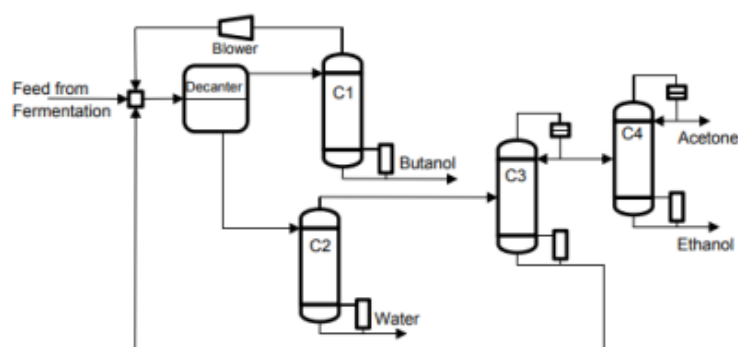 Blower
Feed from
Fermentation
Decanter
C1
Butanol
C4
Acetone
C3
Ethanol
C2
Water